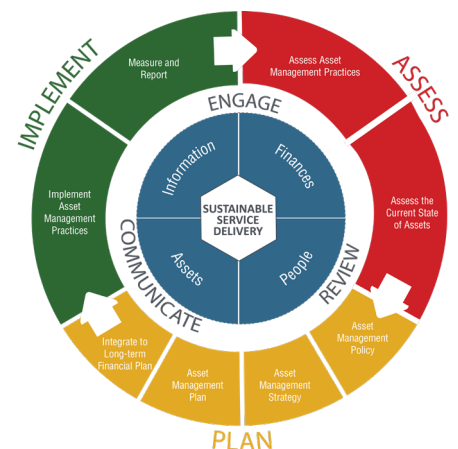 IMPLEMENT
Measure and
Report
Assess Asset
Management Practices
ASSESS
ENGAGE
Information
Finances
Implement
Asset
Management
Practices
SUSTAINABLE
SERVICE
DELIVERY
Assess the
Current State
of Assets
COMMUNICATE
Assets
People
REVIEW
Integrate to
Long-term
Financial Plan
Asset
Management
Plan
Asset
Management
Strategy
Asset
Management
Policy
PLAN